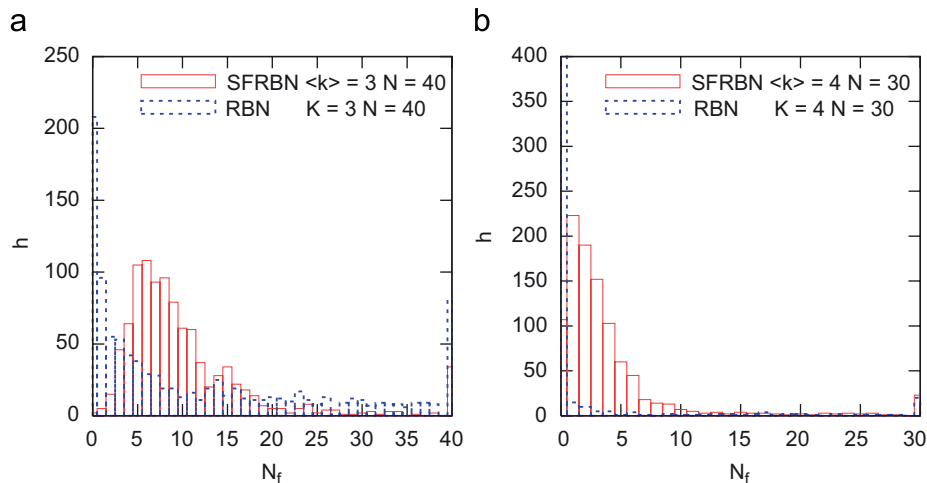 a
250
200
150
100
50
0
h
SFRBN <k> = 3 N = 40
RBN K = 3 N = 40
0 5 10 15 20 25 30 35 40
N_f
b
400
350
300
250
200
150
100
50
0
h
SFRBN <k> = 4 N = 30
RBN K = 4 N = 30
0 5 10 15 20 25 30
N_f